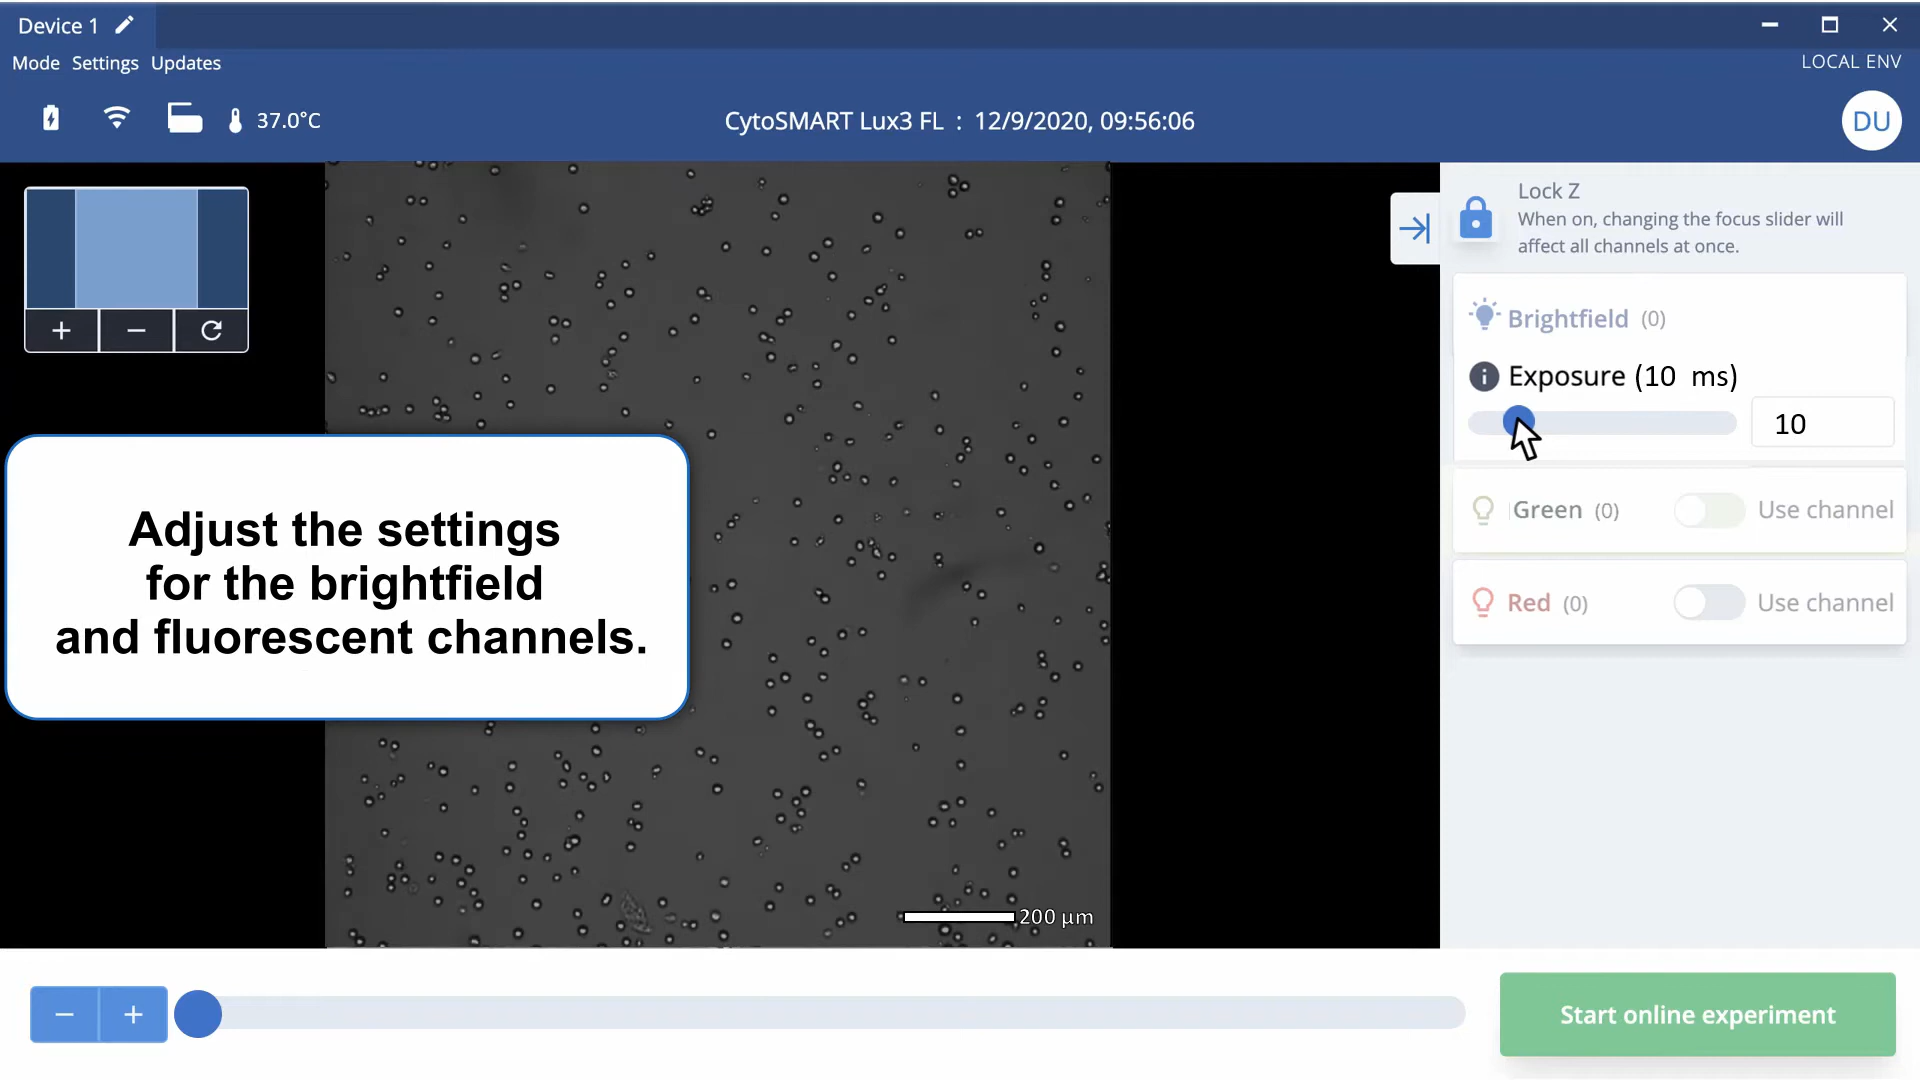 Device 1
Mode Settings Updates
LOCAL ENV
37.0°C
CytoSMART Lux3 FL : 12/9/2020, 09:56:06
DU
Lock Z
When on, changing the focus slider will
affect all channels at once.
Brightfield (0)
Exposure (10 ms)
10
Green (0) Use channel
Red (0) Use channel
Adjust the settings
for the brightfield
and fluorescent channels.
200 μm
Start online experiment